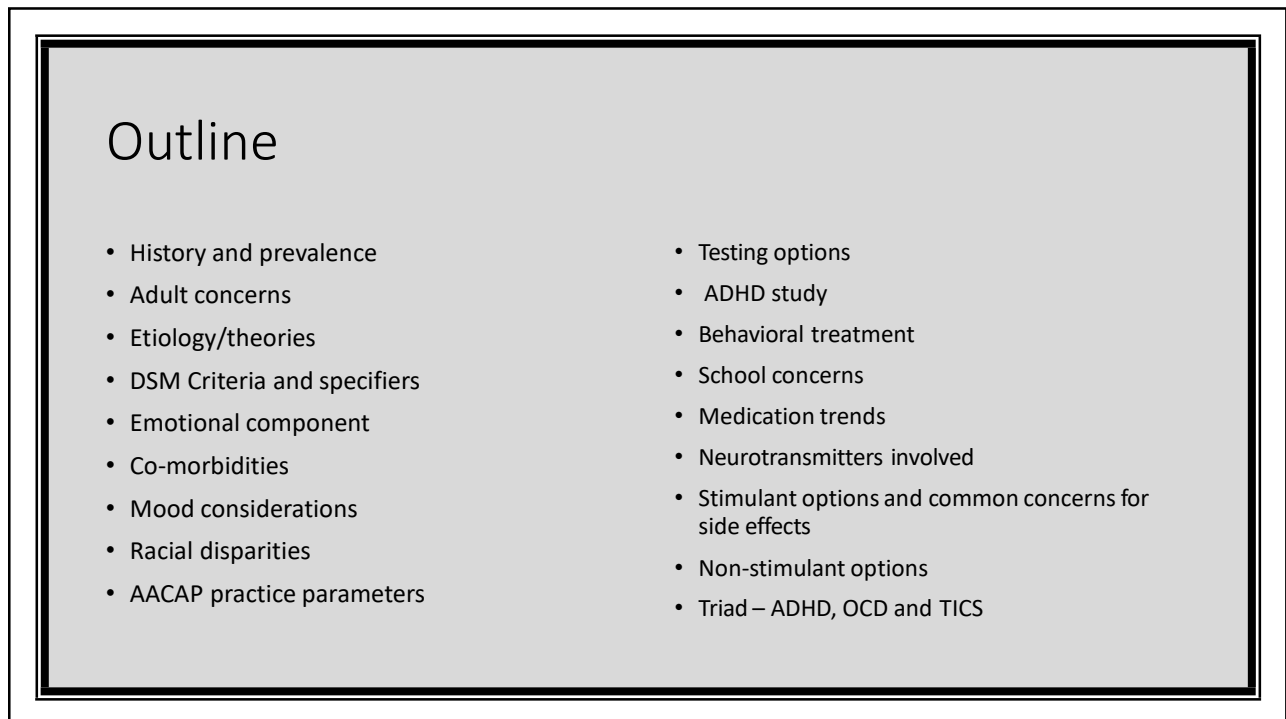 Outline
• History and prevalence
• Adult concerns
• Etiology/theories
• DSM Criteria and specifiers
• Emotional component
• Co-morbidities
• Mood considerations
• Racial disparities
• AACAP practice parameters
• Testing options
• ADHD study
• Behavioral treatment
• School concerns
• Medication trends
• Neurotransmitters involved
• Stimulant options and common concerns for
side effects
• Non-stimulant options
• Triad – ADHD, OCD and TICS